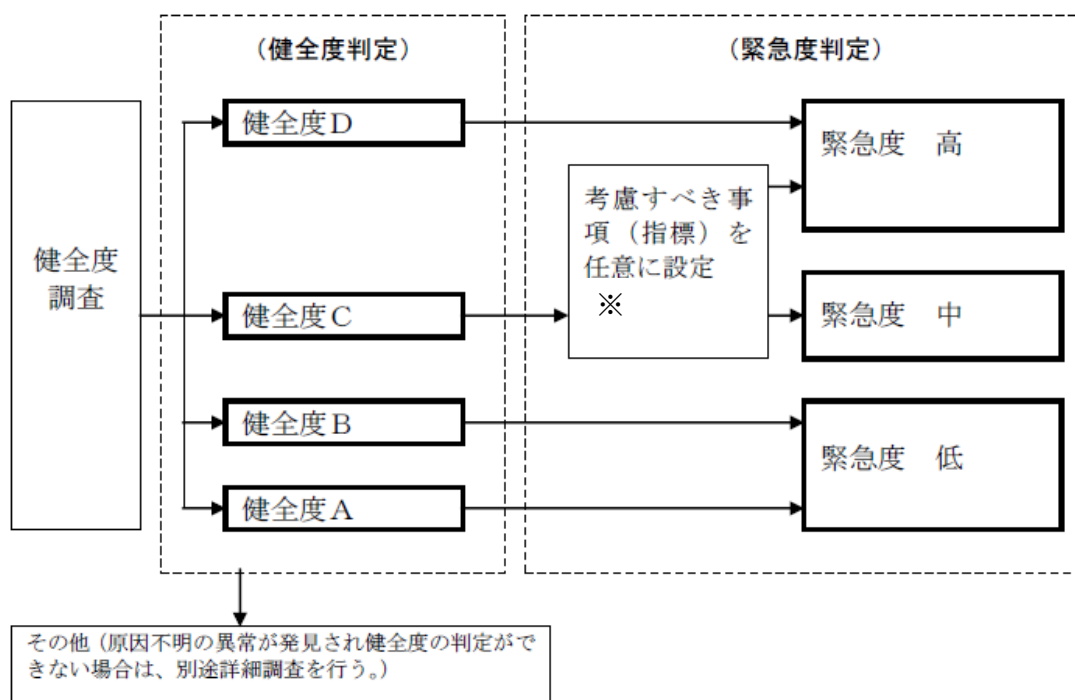 (健全度判定)
(緊急度判定)
健全度
調査
健全度D
健全度C
健全度B
健全度A
考慮すべき事
項(指標)を
任意に設定
※
緊急度 高
緊急度 中
緊急度 低
その他(原因不明の異常が発見され健全度の判定がで
きない場合は、別途詳細調査を行う。)